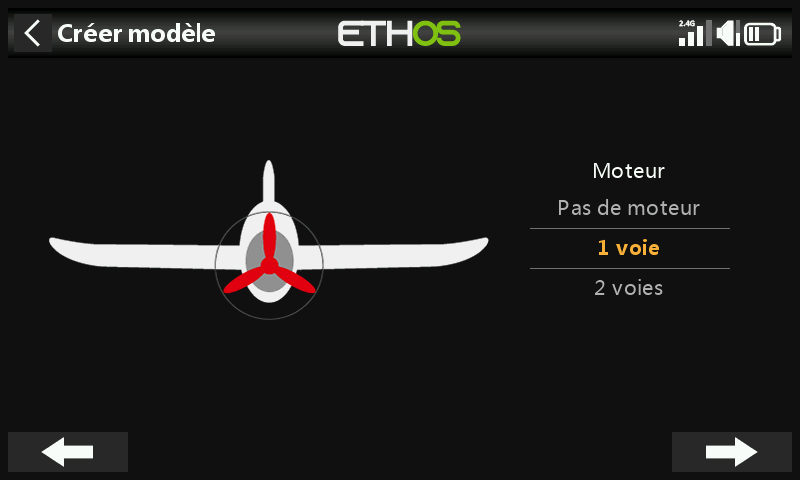 Créer modèle
ETHOS
2.4G
Moteur
Pas de moteur
1 voie
2 voies